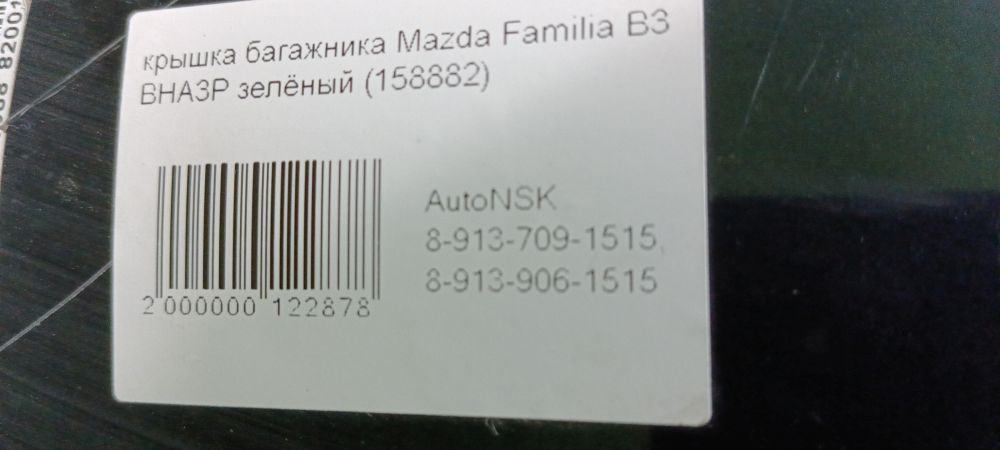 крышка багажника Mazda Familia B3
BHA3P зелёный (158882)
AutoNSK
8-913-709-1515,
8-913-906-1515
2 000000 122878